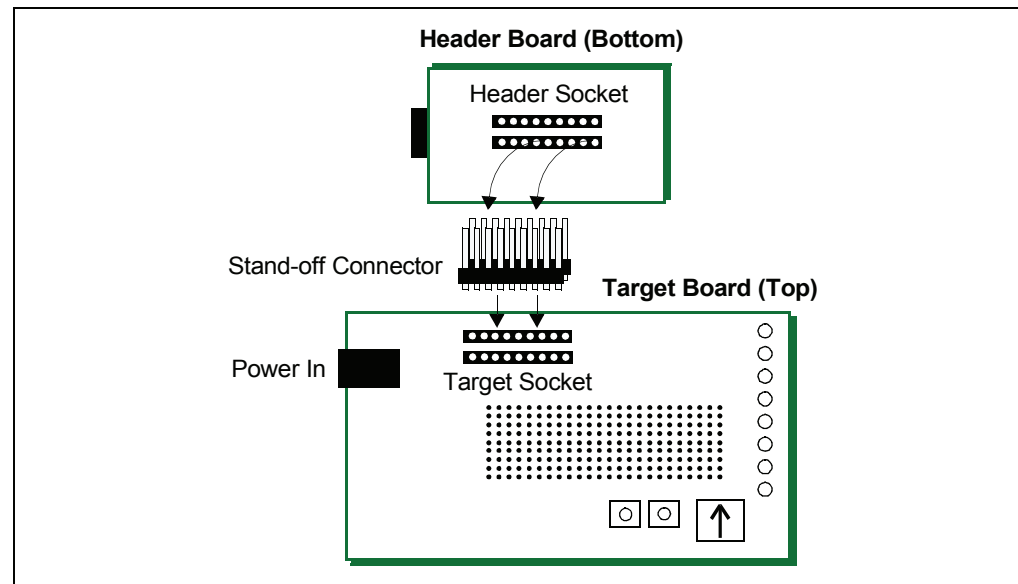 Header Board (Bottom)
Header Socket
Stand-off Connector
Target Board (Top)
Power In
Target Socket